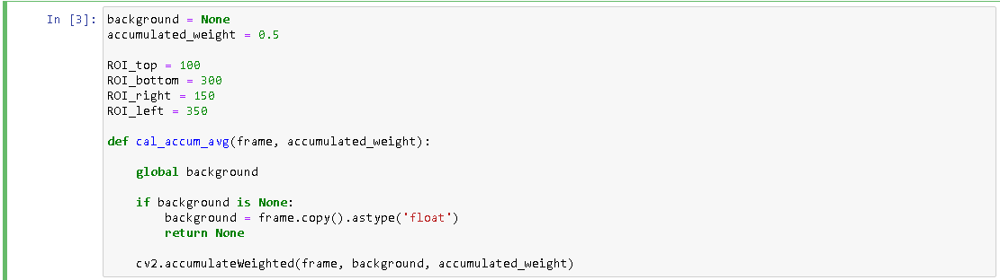 In [3]:
background = None
accumulated_weight = 0.5
ROI_top = 100
ROI_bottom = 300
ROI_right = 150
ROI_left = 350
def cal_accum_avg(frame, accumulated_weight):
    global background
    if background is None:
        background = frame.copy().astype("float")
        return None
    cv2.accumulateWeighted(frame, background, accumulated_weight)